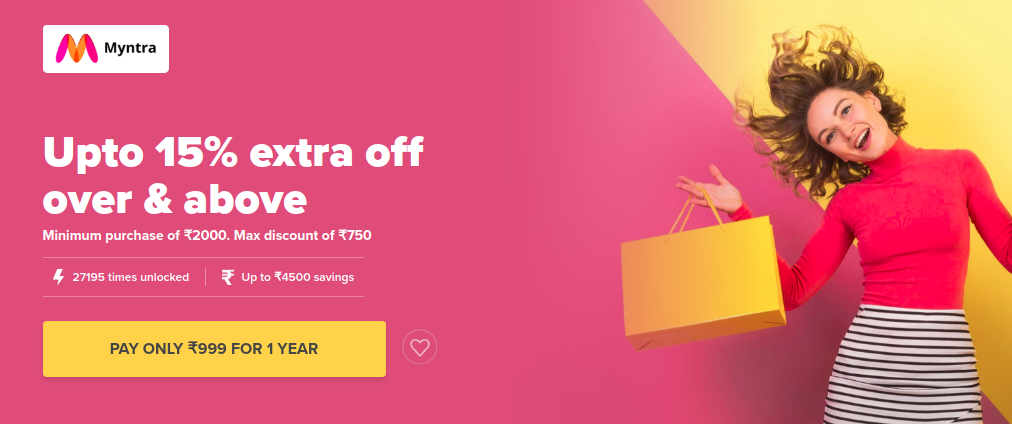 Myntra
Upto 15% extra off
over & above
Minimum purchase of ₹2000. Max discount of ₹750
27195 times unlocked
₹ Up to ₹4500 savings
PAY ONLY ₹999 FOR 1 YEAR